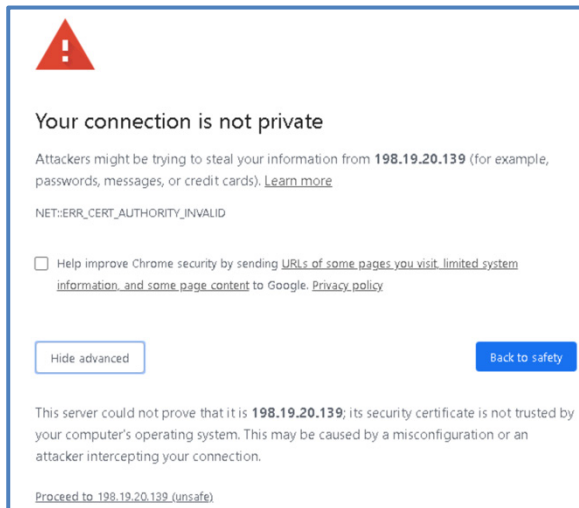 Your connection is not private
Attackers might be trying to steal your information from 198.19.20.139 (for example,
passwords, messages, or credit cards). Learn more
NET::ERR_CERT_AUTHORITY_INVALID
Help improve Chrome security by sending URLs of some pages you visit, limited system
information, and some page content to Google. Privacy policy
Hide advanced
Back to safety
This server could not prove that it is 198.19.20.139; its security certificate is not trusted by
your computer's operating system. This may be caused by a misconfiguration or an
attacker intercepting your connection.
Proceed to 198.19.20.139 (unsafe)